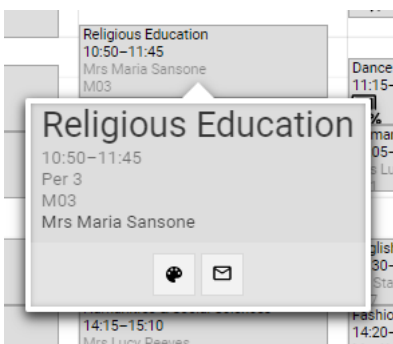 Religious Education
10:50–11:45
Mrs Maria Sansone
M03
Dance
11:15–
%
Religious Education
10:50–11:45
Per 3
M03
Mrs Maria Sansone
14:15–15:10
Mrs Lucy Reeves
14:20–